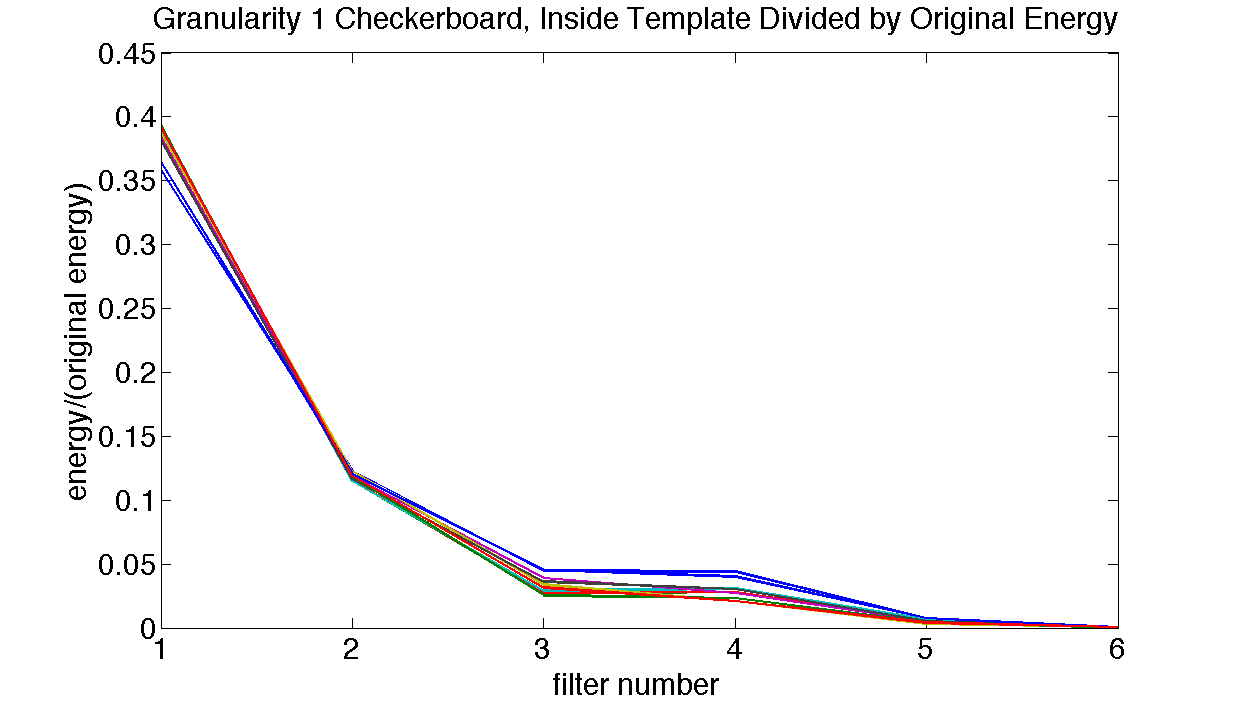 Granularity 1 Checkerboard, Inside Template Divided by Original Energy
0.45
0.4
0.35
0.3
0.25
0.2
0.15
0.1
0.05
0
energy/(original energy)
1 2 3 4 5 6
filter number